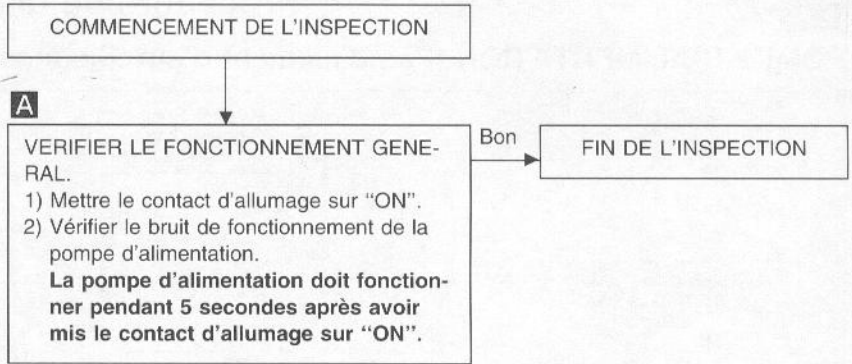 COMMENCEMENT DE L'INSPECTION
A
VERIFIER LE FONCTIONNEMENT GENE-
RAL.
1) Mettre le contact d'allumage sur “ON”.
2) Vérifier le bruit de fonctionnement de la
pompe d'alimentation.
La pompe d'alimentation doit fonction-
ner pendant 5 secondes après avoir
mis le contact d'allumage sur “ON”.
Bon
FIN DE L'INSPECTION